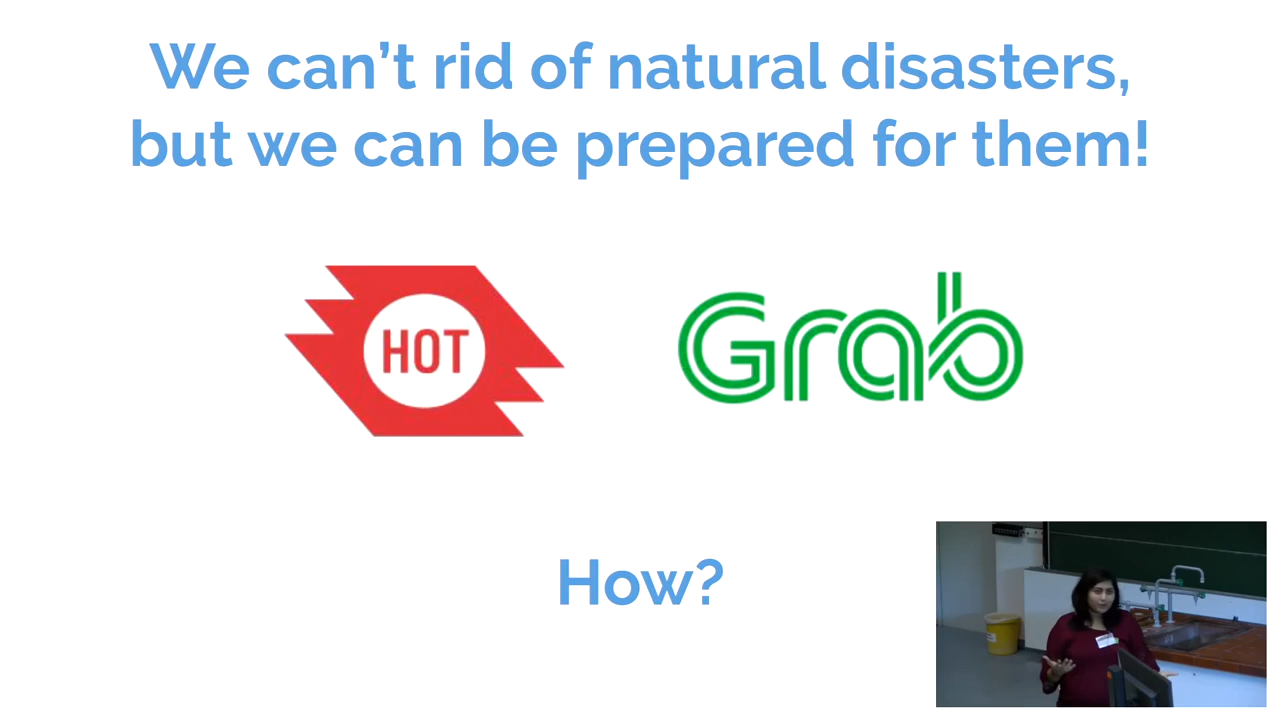 We can’t rid of natural disasters,
but we can be prepared for them!
HOT
Grab
How?